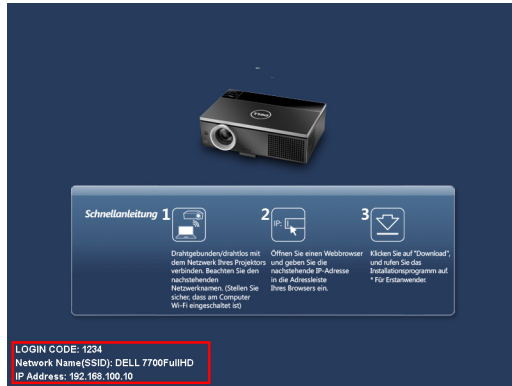 DELL
Schnellanleitung
1
Drahtgebunden/drahtlos mit
dem Netzwerk Ihres Projektors
verbinden. Beachten Sie den
nachstehenden
Netzwerknamen. (Stellen Sie
sicher, dass am Computer
Wi-Fi eingeschaltet ist)
2
IP:
Öffnen Sie einen Webbrowser
und geben Sie die
nachstehende IP-Adresse
in die Adressleiste
Ihres Browsers ein.
3
Klicken Sie auf "Download",
und rufen Sie das
Installationsprogramm auf.
* Für Erstanwender.
LOGIN CODE: 1234
Network Name(SSID): DELL 7700FullHD
IP Address: 192.168.100.10